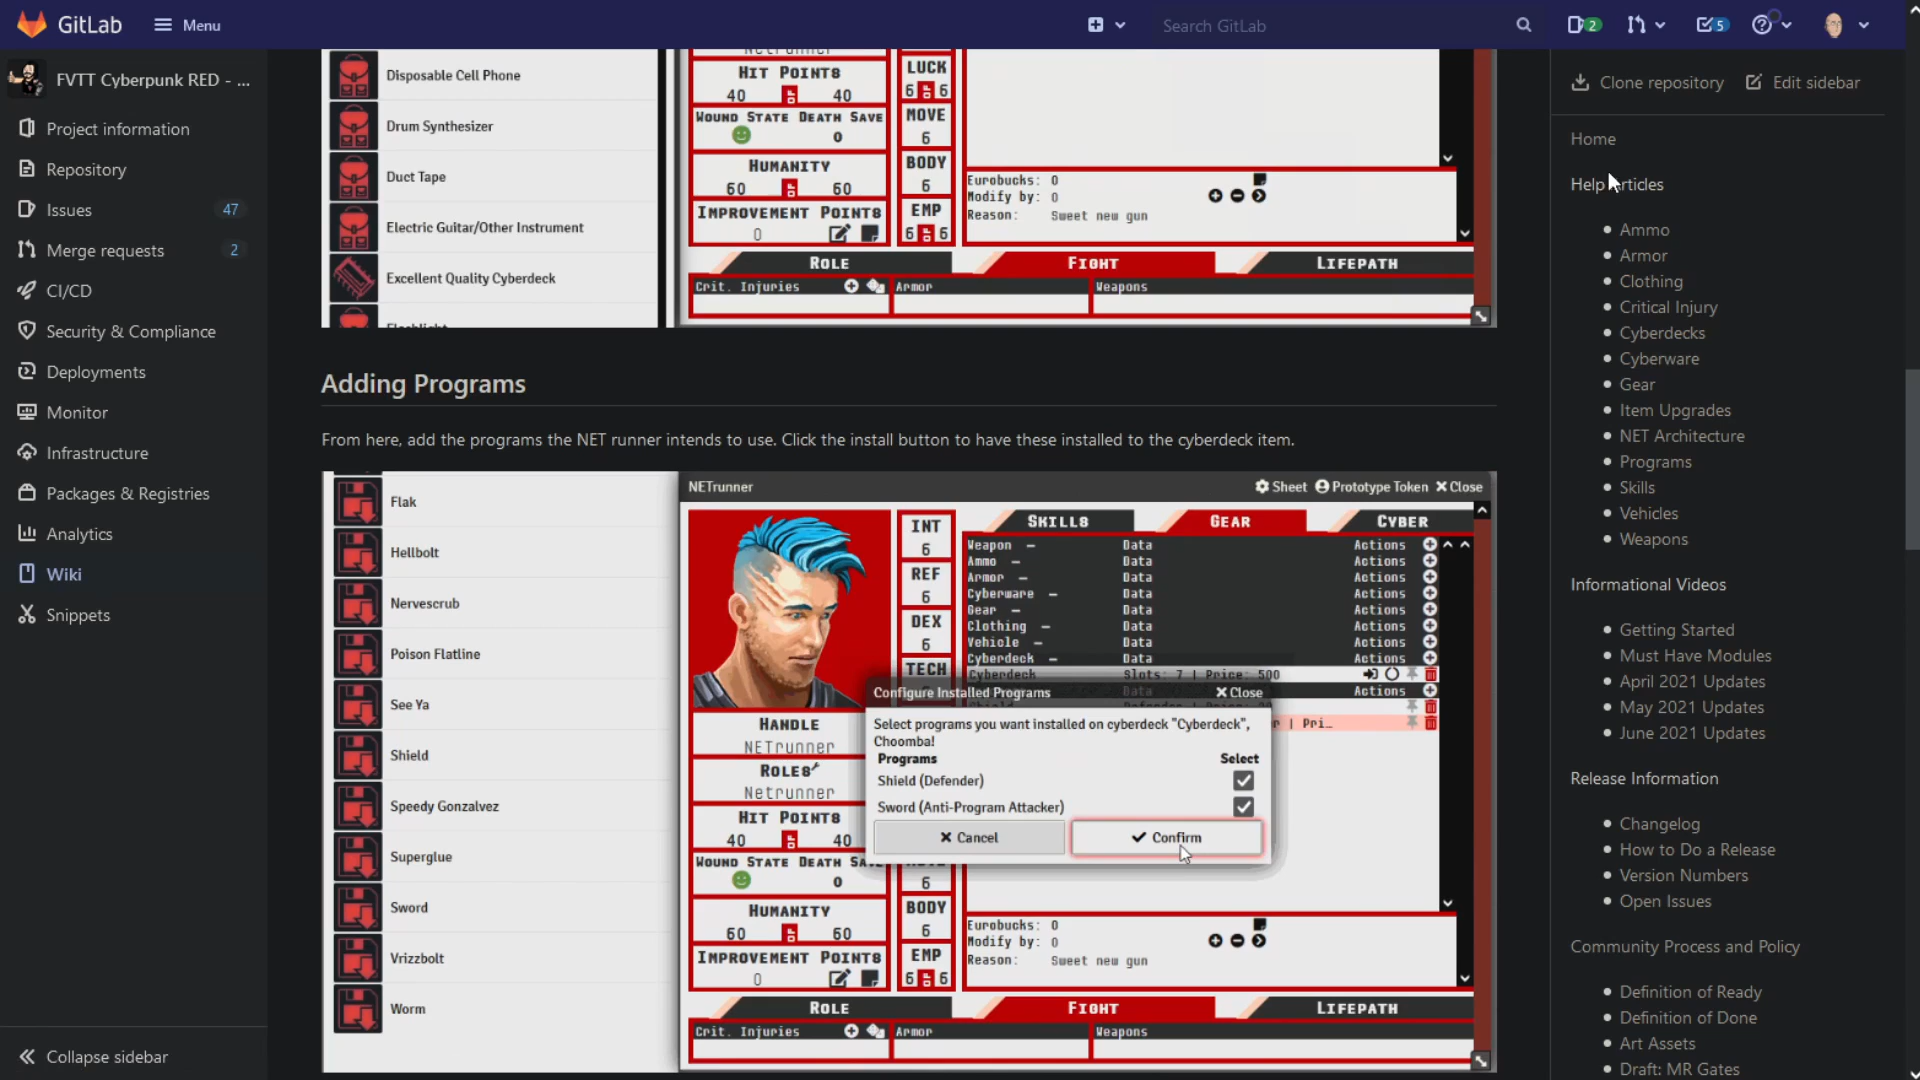 GitLab
Menu
Search GitLab
2
5
FVTT Cyberpunk RED - ...
Project information
Repository
Issues
47
Merge requests
2
CI/CD
Security & Compliance
Deployments
Monitor
Infrastructure
Packages & Registries
Analytics
Wiki
Snippets
Collapse sidebar
Disposable Cell Phone
Drum Synthesizer
Duct Tape
Electric Guitar/Other Instrument
Excellent Quality Cyberdeck
Flashlight
Netrunner
HIT POINTS
40 OF 40
WOUND STATE DEATH SAVE
0
HUMANITY
60 OF 60
IMPROVEMENT POINTS
0
LUCK
6 OF 6
MOVE
6
BODY
6
EMP
6 OF 6
Eurobucks: 0
Modify by: 0
Reason: Sweet new gun
ROLE
FIGHT
LIFEPATH
Crit. Injuries
Armor
Weapons
Adding Programs
From here, add the programs the NET runner intends to use. Click the install button to have these installed to the cyberdeck item.
Flak
Hellbolt
Nervescrub
Poison Flatline
See Ya
Shield
Speedy Gonzalvez
Superglue
Sword
Vrizzbolt
Worm
NETrunner
Sheet
Prototype Token
Close
INT
6
REF
6
DEX
6
TECH
SKILLS
GEAR
CYBER
Weapon — Data Actions
Ammo — Data Actions
Armor — Data Actions
Cyberware — Data Actions
Gear — Data Actions
Clothing — Data Actions
Vehicle — Data Actions
Cyberdeck — Data Actions
Cyberdeck Slots: 7 | Price: 500
Actions
r | Pri…
Configure Installed Programs
Close
Select programs you want installed on cyberdeck "Cyberdeck",
Choomba!
Programs Select
Shield (Defender)
Sword (Anti-Program Attacker)
Cancel
Confirm
HANDLE
NETrunner
ROLES
Netrunner
HIT POINTS
40 OF 40
WOUND STATE DEATH SAVE
0
HUMANITY
60 OF 60
IMPROVEMENT POINTS
0
6
BODY
6
EMP
6 OF 6
Eurobucks: 0
Modify by: 0
Reason: Sweet new gun
ROLE
FIGHT
LIFEPATH
Crit. Injuries
Armor
Weapons
Clone repository
Edit sidebar
Home
Help Articles
Ammo
Armor
Clothing
Critical Injury
Cyberdecks
Cyberware
Gear
Item Upgrades
NET Architecture
Programs
Skills
Vehicles
Weapons
Informational Videos
Getting Started
Must Have Modules
April 2021 Updates
May 2021 Updates
June 2021 Updates
Release Information
Changelog
How to Do a Release
Version Numbers
Open Issues
Community Process and Policy
Definition of Ready
Definition of Done
Art Assets
Draft: MR Gates